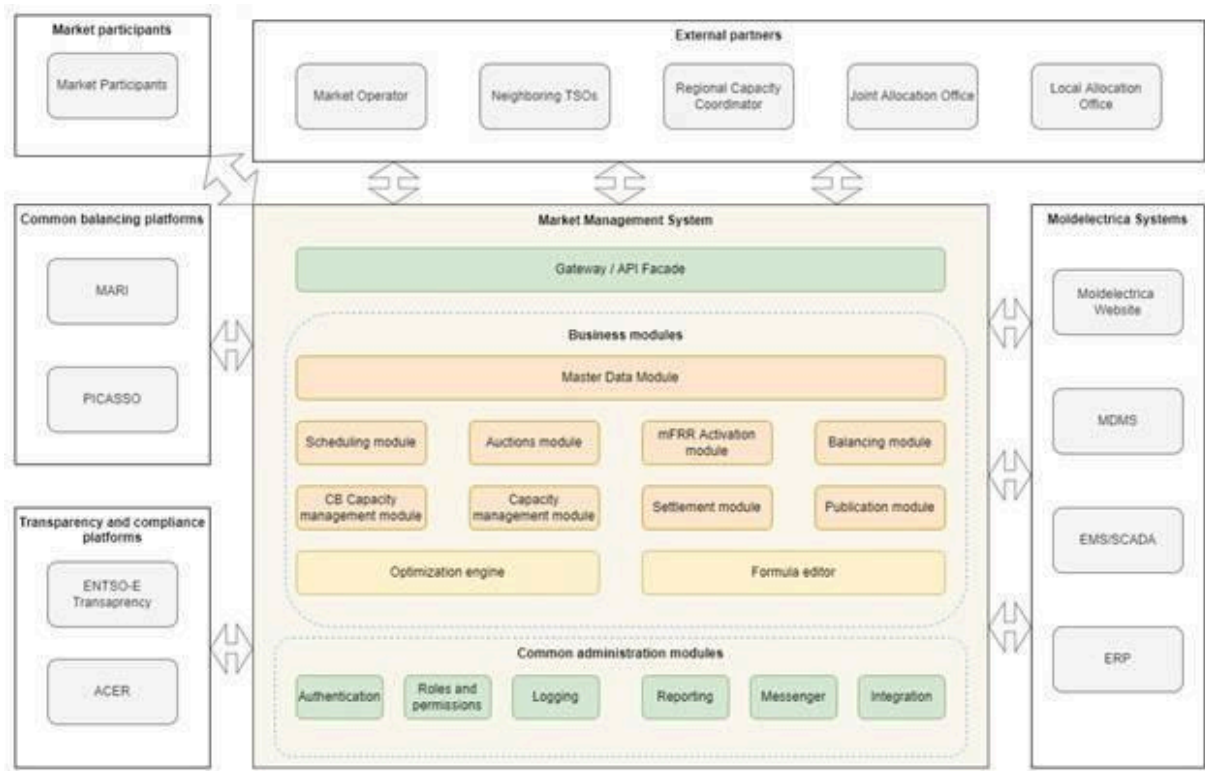 Market participants
Market Participants
External partners
Market Operator
Neighboring TSOs
Regional Capacity
Coordinator
Joint Allocation Office
Local Allocation
Office
Common balancing platforms
MARI
PICASSO
Transparency and compliance
platforms
ENTSO-E
Transaprency
ACER
Market Management System
Gateway / API Facade
Business modules
Master Data Module
Scheduling module
Auctions module
mFRR Activation
module
Balancing module
CB Capacity
management module
Capacity
management module
Settlement module
Publication module
Optimization engine
Formula editor
Common administration modules
Authentication
Roles and
permissions
Logging
Reporting
Messenger
Integration
Moldelectrica Systems
Moldelectrica
Website
MDMS
EMS/SCADA
ERP